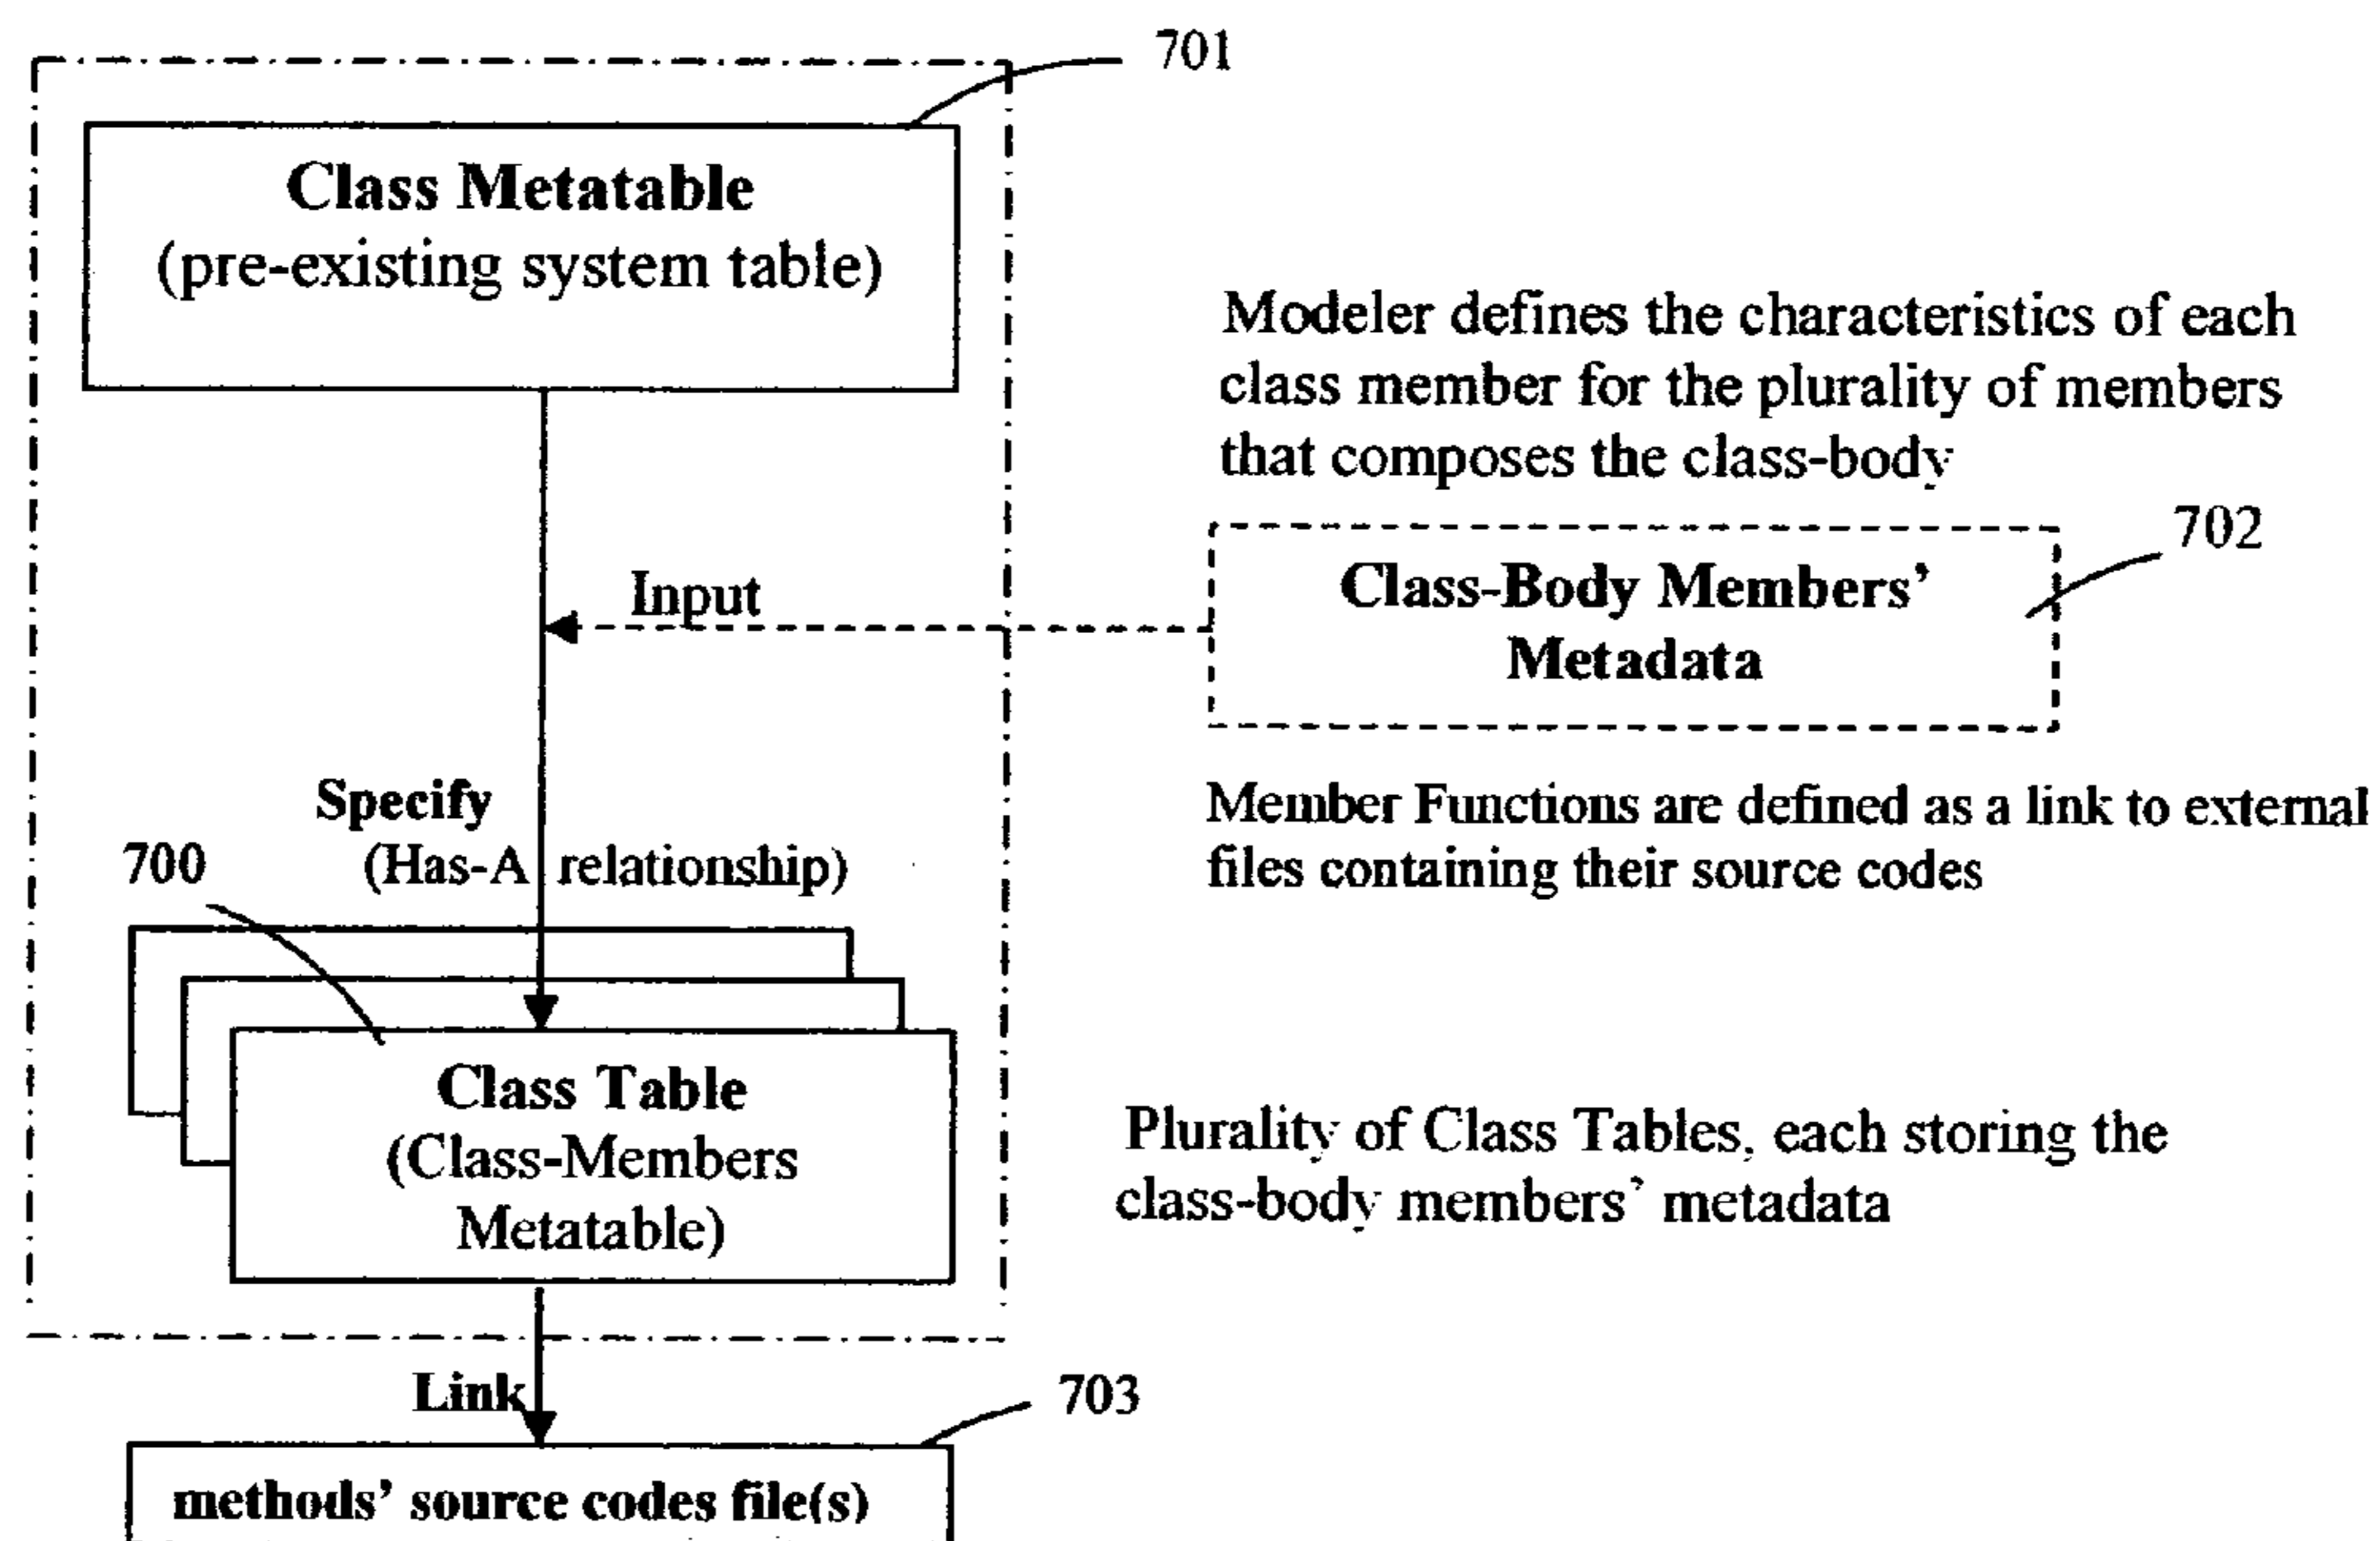 701
Class Metatable
(pre-existing system table)
Modeler defines the characteristics of each
class member for the plurality of members
that composes the class-body
702
Input
Class-Body Members’
Metadata
Specify
(Has-A relationship)
Member Functions are defined as a link to external
files containing their source codes
700
Class Table
(Class-Members
Metatable)
Plurality of Class Tables, each storing the
class-body members’ metadata
Link
703
methods’ source codes file(s)